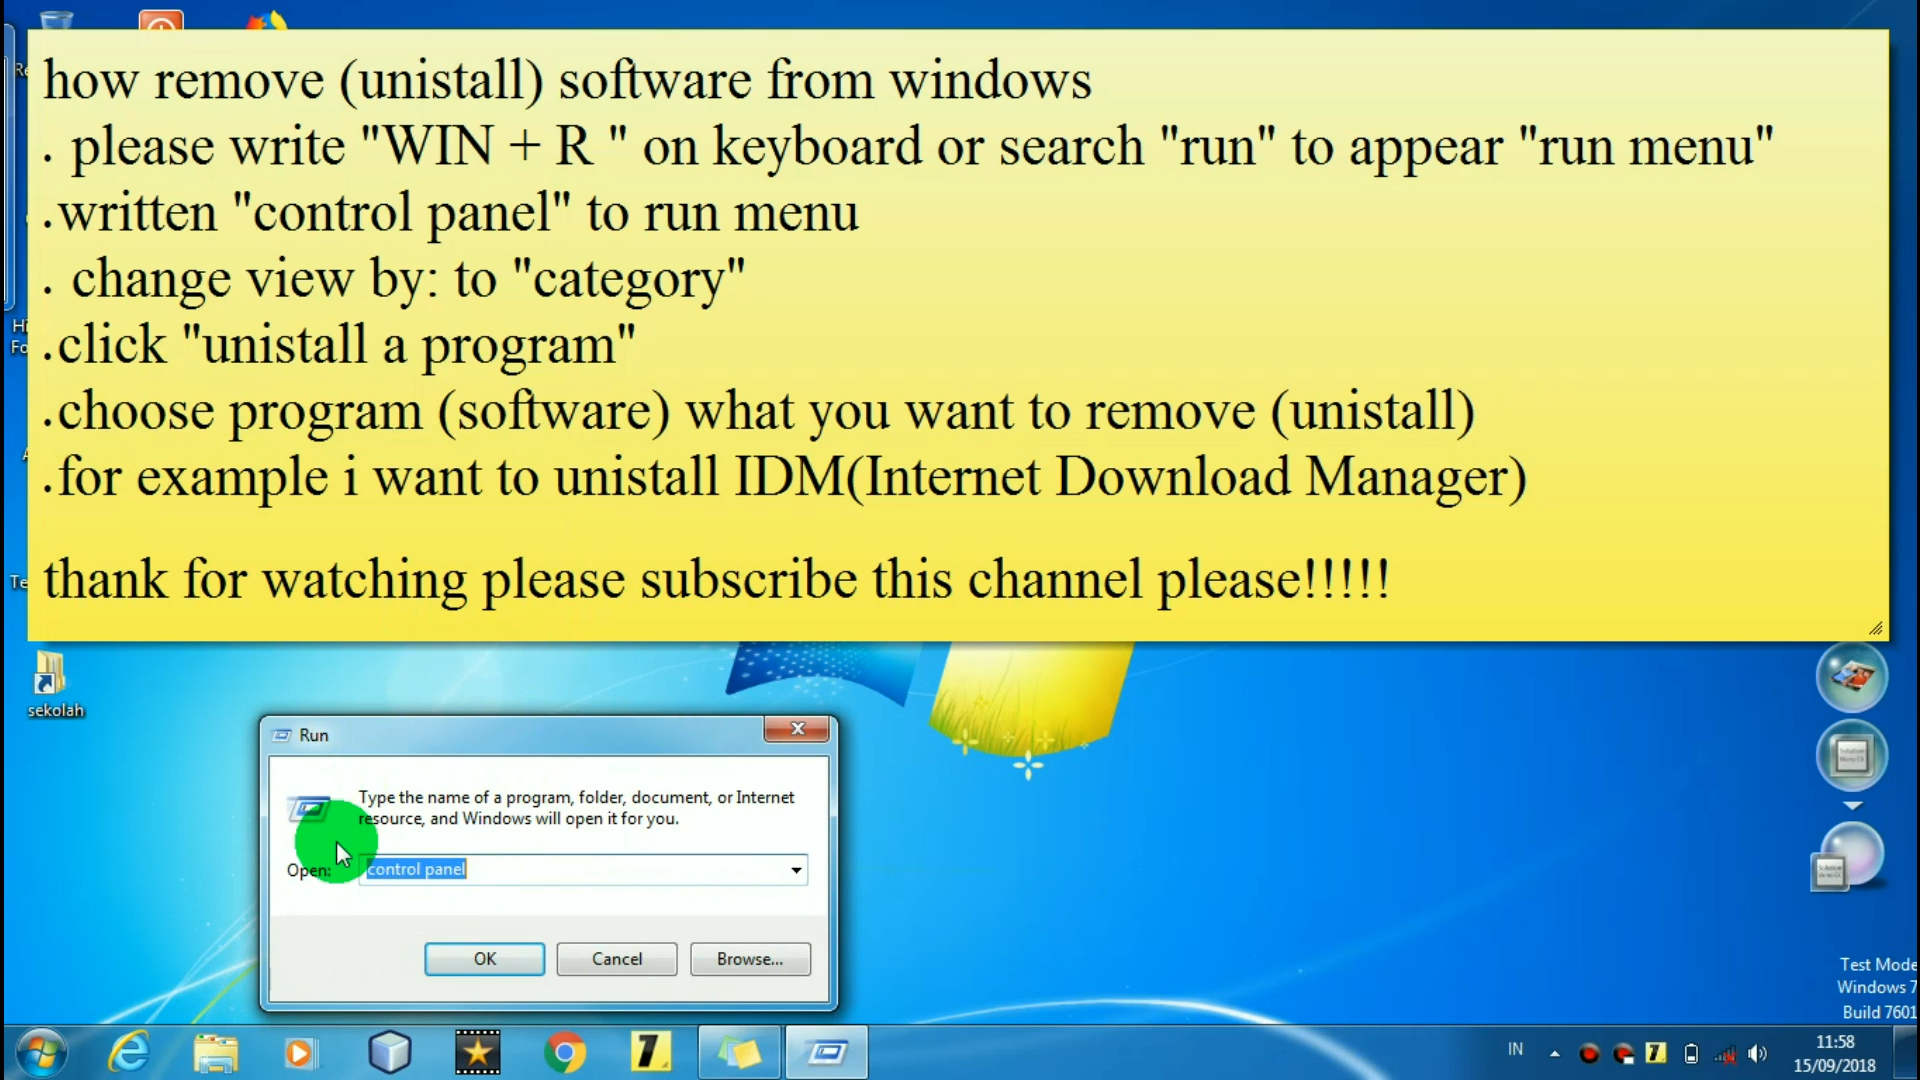 how remove (unistall) software from windows
. please write "WIN + R " on keyboard or search "run" to appear "run menu"
.written "control panel" to run menu
. change view by: to "category"
.click "unistall a program"
.choose program (software) what you want to remove (unistall)
.for example i want to unistall IDM(Internet Download Manager)
thank for watching please subscribe this channel please!!!!!
sekolah
Run
Type the name of a program, folder, document, or Internet
resource, and Windows will open it for you.
Open:
control panel
OK
Cancel
Browse...
Test Mode
Windows 7
Build 7601
IN
11:58
15/09/2018